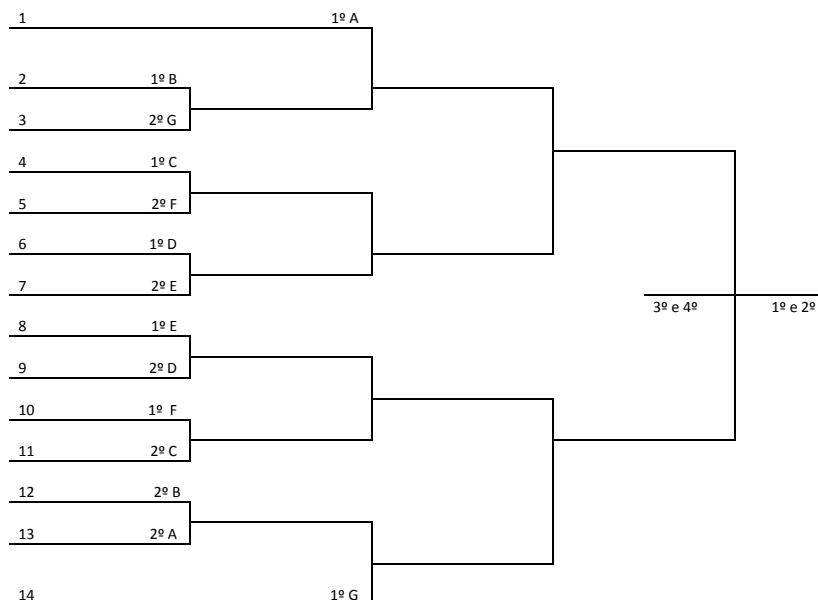 1 1º A
2 1º B
3 2º G
4 1º C
5 2º F
6 1º D
7 2º E
8 1º E
3º e 4º 1º e 2º
9 2º D
10 1º F
11 2º C
12 2º B
13 2º A
14 1º G